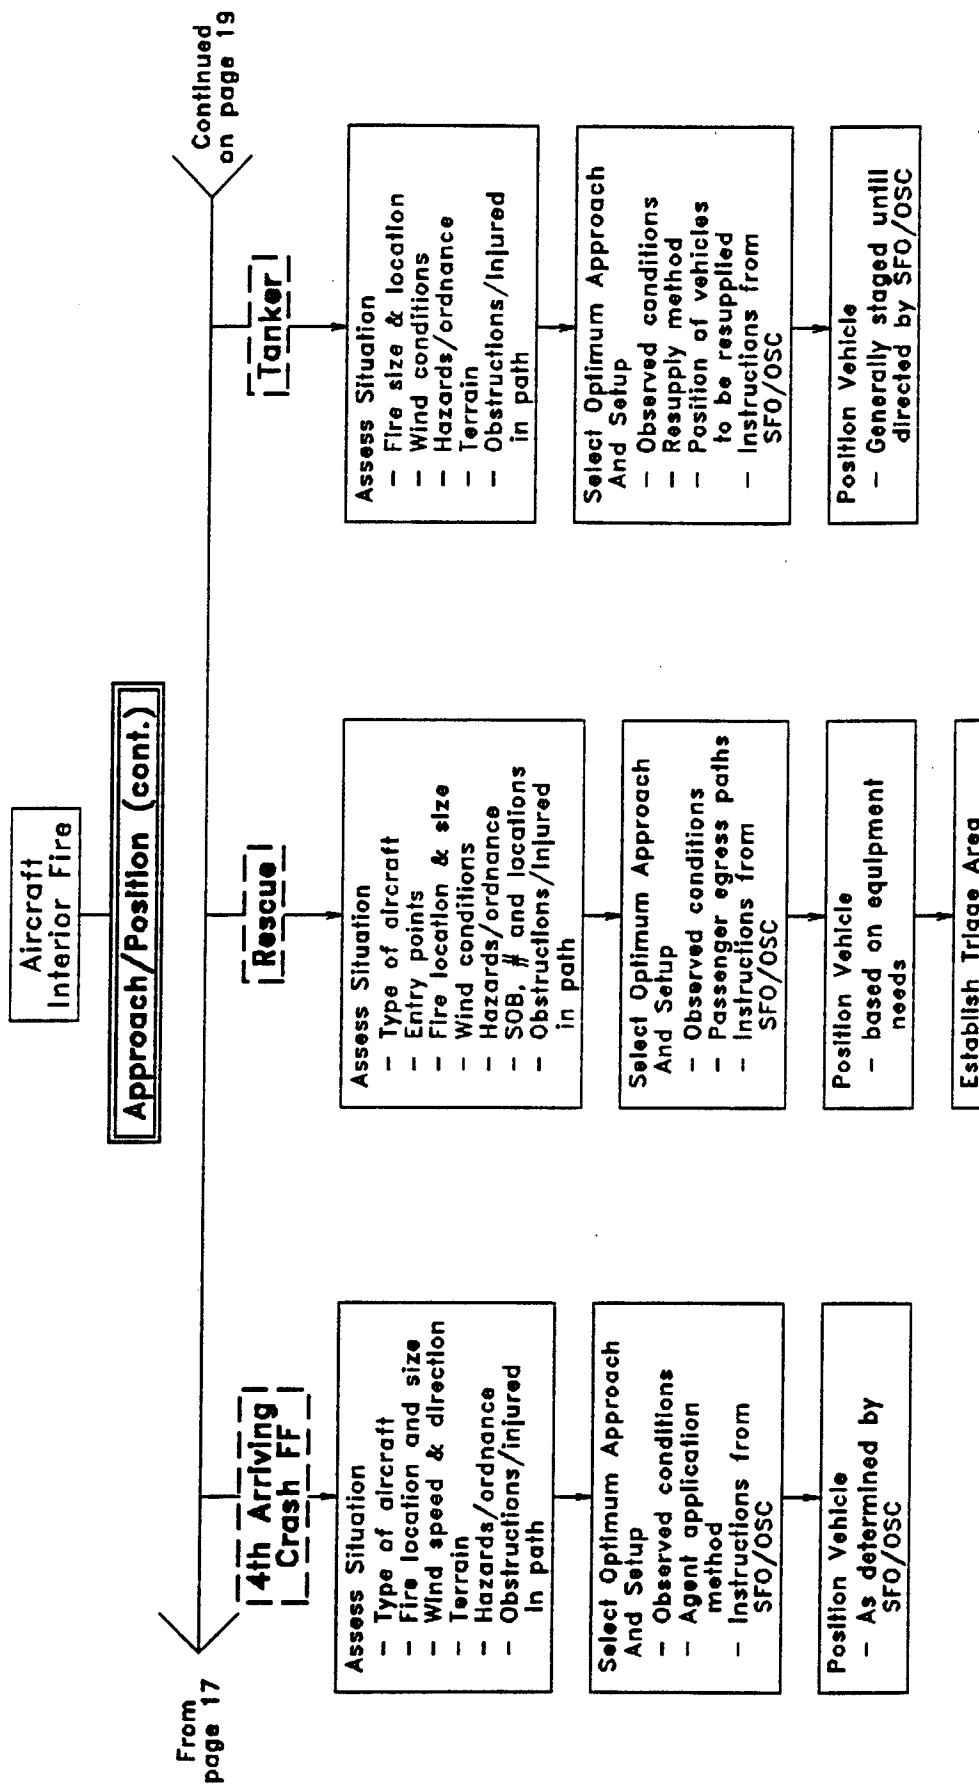 Aircraft
Interior Fire
Approach/Position (cont.)
From
page 17
Continued
on page 19
4th Arriving
Crash FF
Assess Situation
- Type of aircraft
- Fire location and size
- Wind speed & direction
- Terrain
- Hazards/ordnance
- Obstructions/injured
in path
Select Optimum Approach
And Setup
- Observed conditions
- Agent application
method
- Instructions from
SFO/OSC
Position Vehicle
- As determined by
SFO/OSC
Rescue
Assess Situation
- Type of aircraft
- Entry points
- Fire location & size
- Wind conditions
- Hazards/ordnance
- SOB, # and locations
- Obstructions/Injured
in path
Select Optimum Approach
And Setup
- Observed conditions
- Passenger egress paths
- Instructions from
SFO/OSC
Position Vehicle
- based on equipment
needs
Establish Triage Area
Tanker
Assess Situation
- Fire size & location
- Wind conditions
- Hazards/ordnance
- Terrain
- Obstructions/Injured
in path
Select Optimum Approach
And Setup
- Observed conditions
- Resupply method
- Position of vehicles
to be resupplied
- Instructions from
SFO/OSC
Position Vehicle
- Generally staged until
directed by SFO/OSC